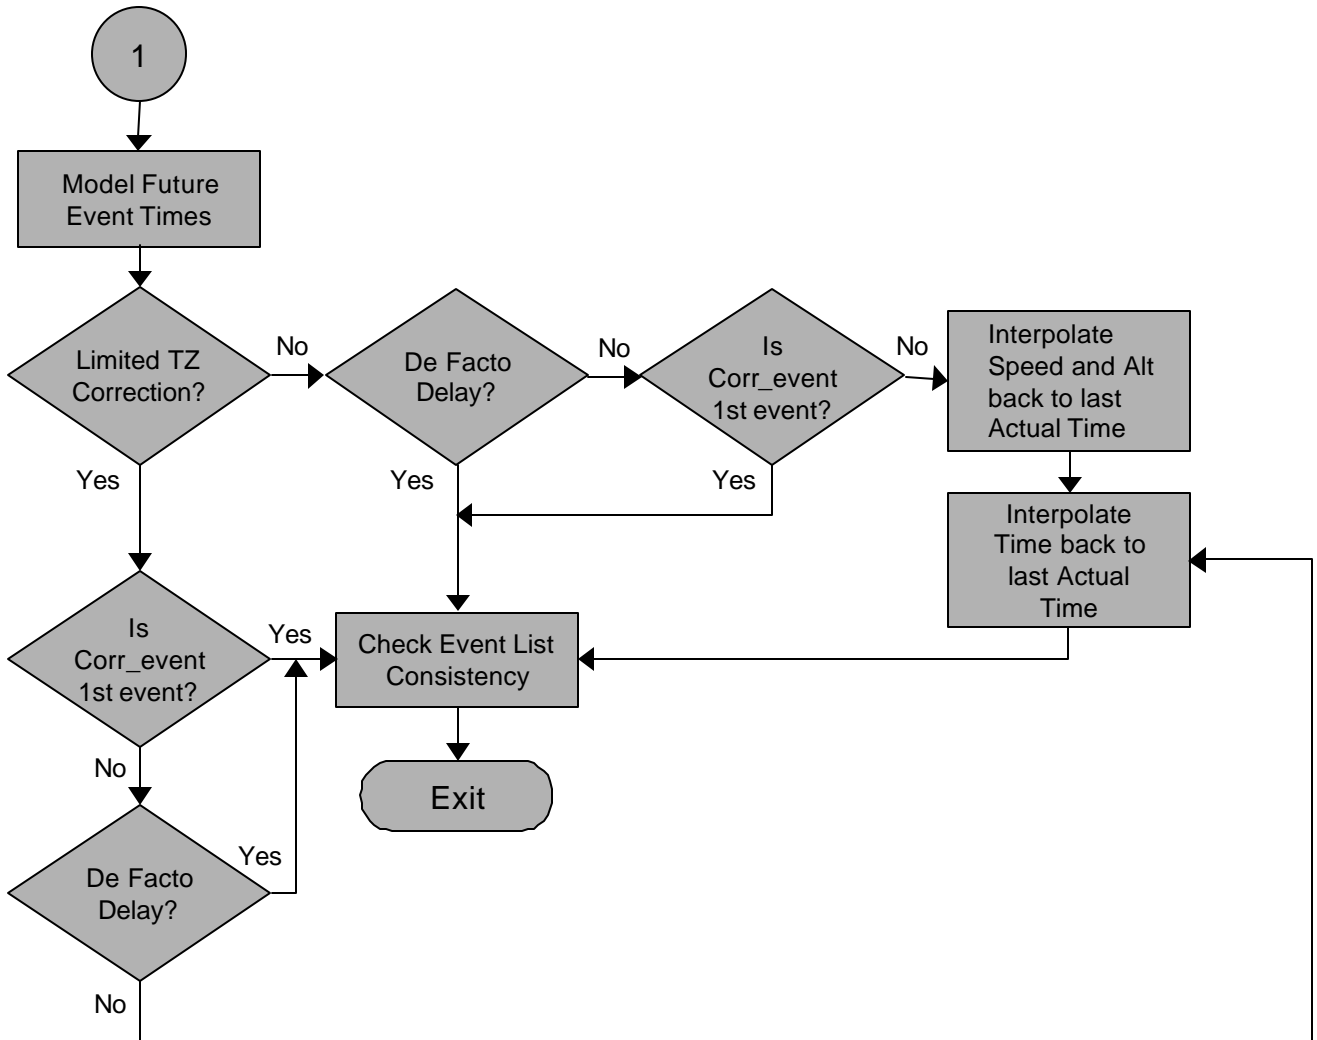 1
Model Future
Event Times
Limited TZ
Correction?
No
De Facto
Delay?
No
Is
Corr_event
1st event?
No
Interpolate
Speed and Alt
back to last
Actual Time
Yes
Yes
Yes
Interpolate
Time back to
last Actual
Time
Is
Corr_event
1st event?
Yes
Check Event List
Consistency
No
Exit
De Facto
Delay?
Yes
No